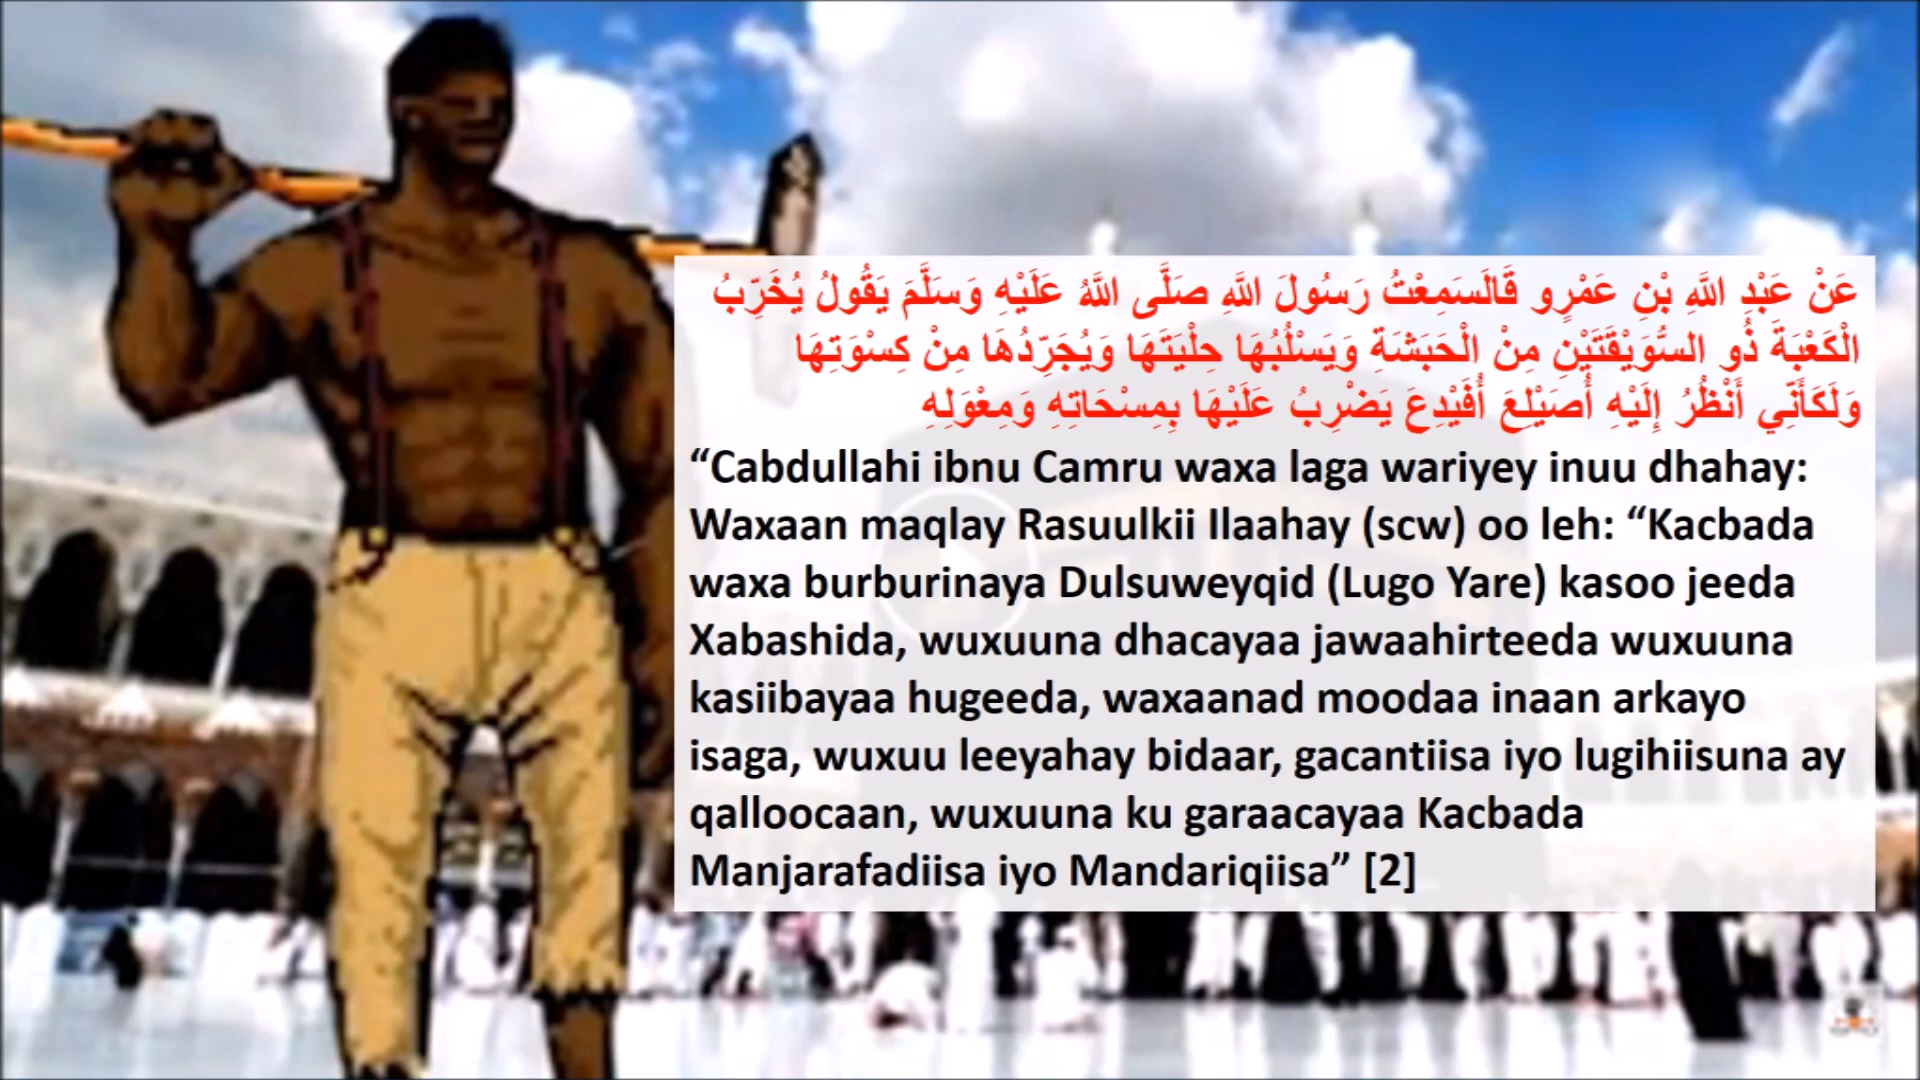 عَنْ عَبْدِ اللَّهِ بْنِ عَمْرٍو قَالَسَمِعْتُ رَسُولَ اللَّهِ صَلَّى اللَّهُ عَلَيْهِ وَسَلَّمَ يَقُولُ يُخَرِّبُ
الْكَعْبَةَ ذُو السُّوَيْقَتَيْنِ مِنْ الْحَبَشَةِ وَيَسْلُبُهَا حِلْيَتَهَا وَيُجَرِّدُهَا مِنْ كِسْوَتِهَا
وَلَكَأَنِّي أَنْظُرُ إِلَيْهِ أُصَيْلِعَ أُفَيْدِعَ يَضْرِبُ عَلَيْهَا بِمِسْحَاتِهِ وَمِعْوَلِهِ
“Cabdullahi ibnu Camru waxa laga wariyey inuu dhahay:
Waxaan maqlay Rasuulkii Ilaahay (scw) oo leh: “Kacbada
waxa burburinaya Dulsuweyqid (Lugo Yare) kasoo jeeda
Xabashida, wuxuuna dhacayaa jawaahirteeda wuxuuna
kasiibayaa hugeeda, waxaanad moodaa inaan arkayo
isaga, wuxuu leeyahay bidaar, gacantiisa iyo lugihiisuna ay
qalloocaan, wuxuuna ku garaacayaa Kacbada
Manjarafadiisa iyo Mandariqiisa” [2]